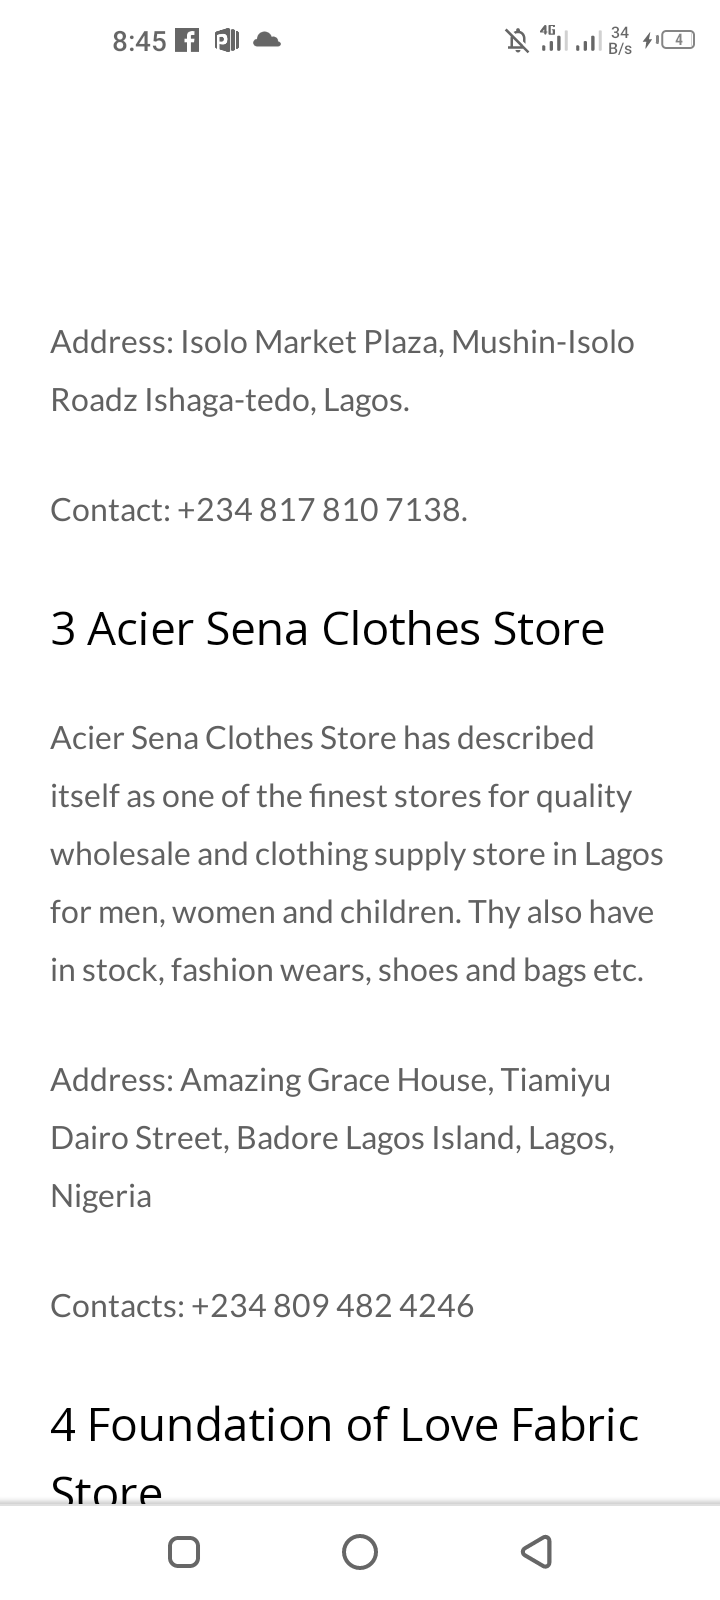 8:45
4G
34
B/s
4
Address: Isolo Market Plaza, Mushin-Isolo
Roadz Ishaga-tedo, Lagos.
Contact: +234 817 810 7138.
3 Acier Sena Clothes Store
Acier Sena Clothes Store has described
itself as one of the finest stores for quality
wholesale and clothing supply store in Lagos
for men, women and children. Thy also have
in stock, fashion wears, shoes and bags etc.
Address: Amazing Grace House, Tiamiyu
Dairo Street, Badore Lagos Island, Lagos,
Nigeria
Contacts: +234 809 482 4246
4 Foundation of Love Fabric
Store